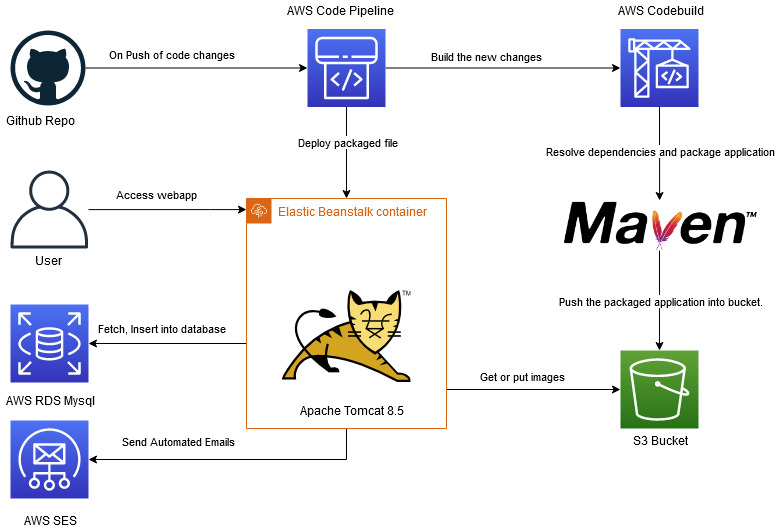 AWS Code Pipeline
AWS Codebuild
On Push of code changes
Build the new changes
Github Repo
Deploy packaged file
Resolve dependencies and package application
Access webapp
Elastic Beanstalk container
Maven™
User
Push the packaged application into bucket.
TM
Fetch, Insert into database
Get or put images
AWS RDS Mysql
Apache Tomcat 8.5
Send Automated Emails
S3 Bucket
AWS SES